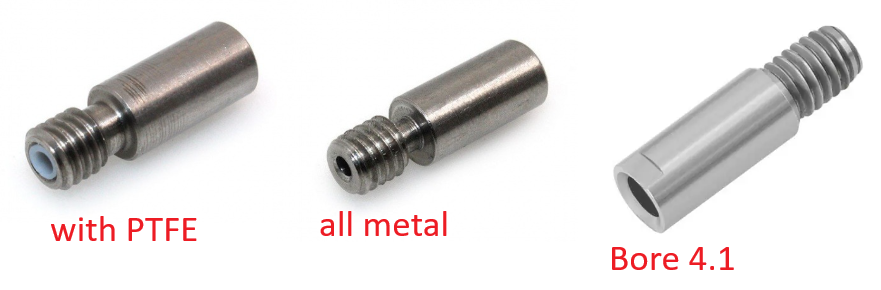 with PTFE
all metal
Bore 4.1